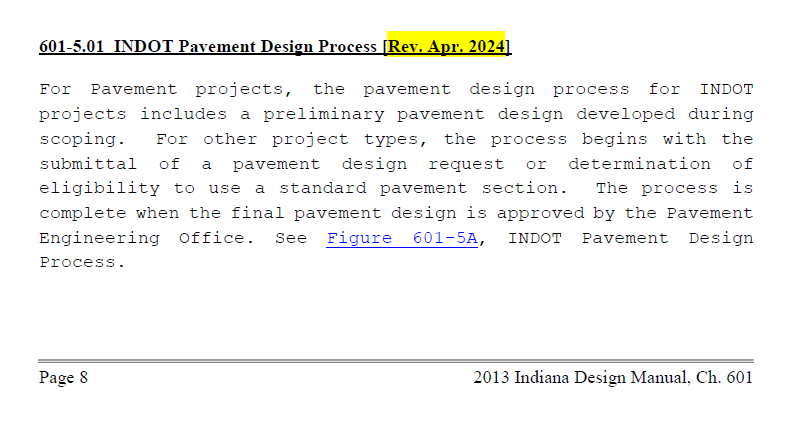 601-5.01 INDOT Pavement Design Process [Rev. Apr. 2024]
For Pavement projects, the pavement design process for INDOT
projects includes a preliminary pavement design developed during
scoping. For other project types, the process begins with the
submittal of a pavement design request or determination of
eligibility to use a standard pavement section. The process is
complete when the final pavement design is approved by the Pavement
Engineering Office. See Figure 601-5A, INDOT Pavement Design
Process.
Page 8 2013 Indiana Design Manual, Ch. 601